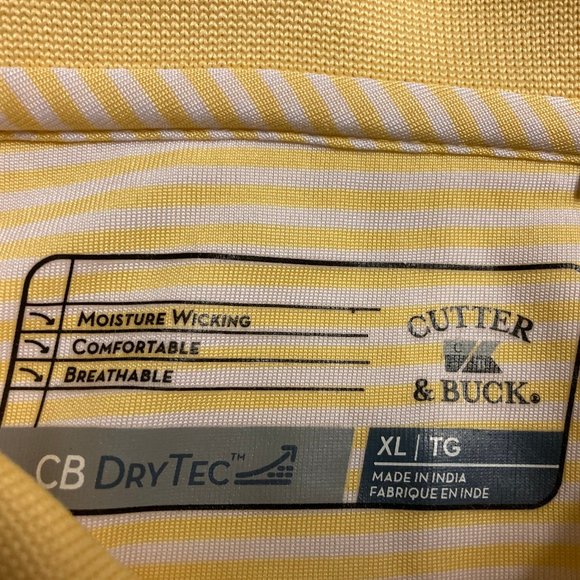 MOISTURE WICKING
COMFORTABLE
BREATHABLE
CUTTER
& BUCK®
CB DRYTEC™
XL | TG
MADE IN INDIA
FABRIQUE EN INDE